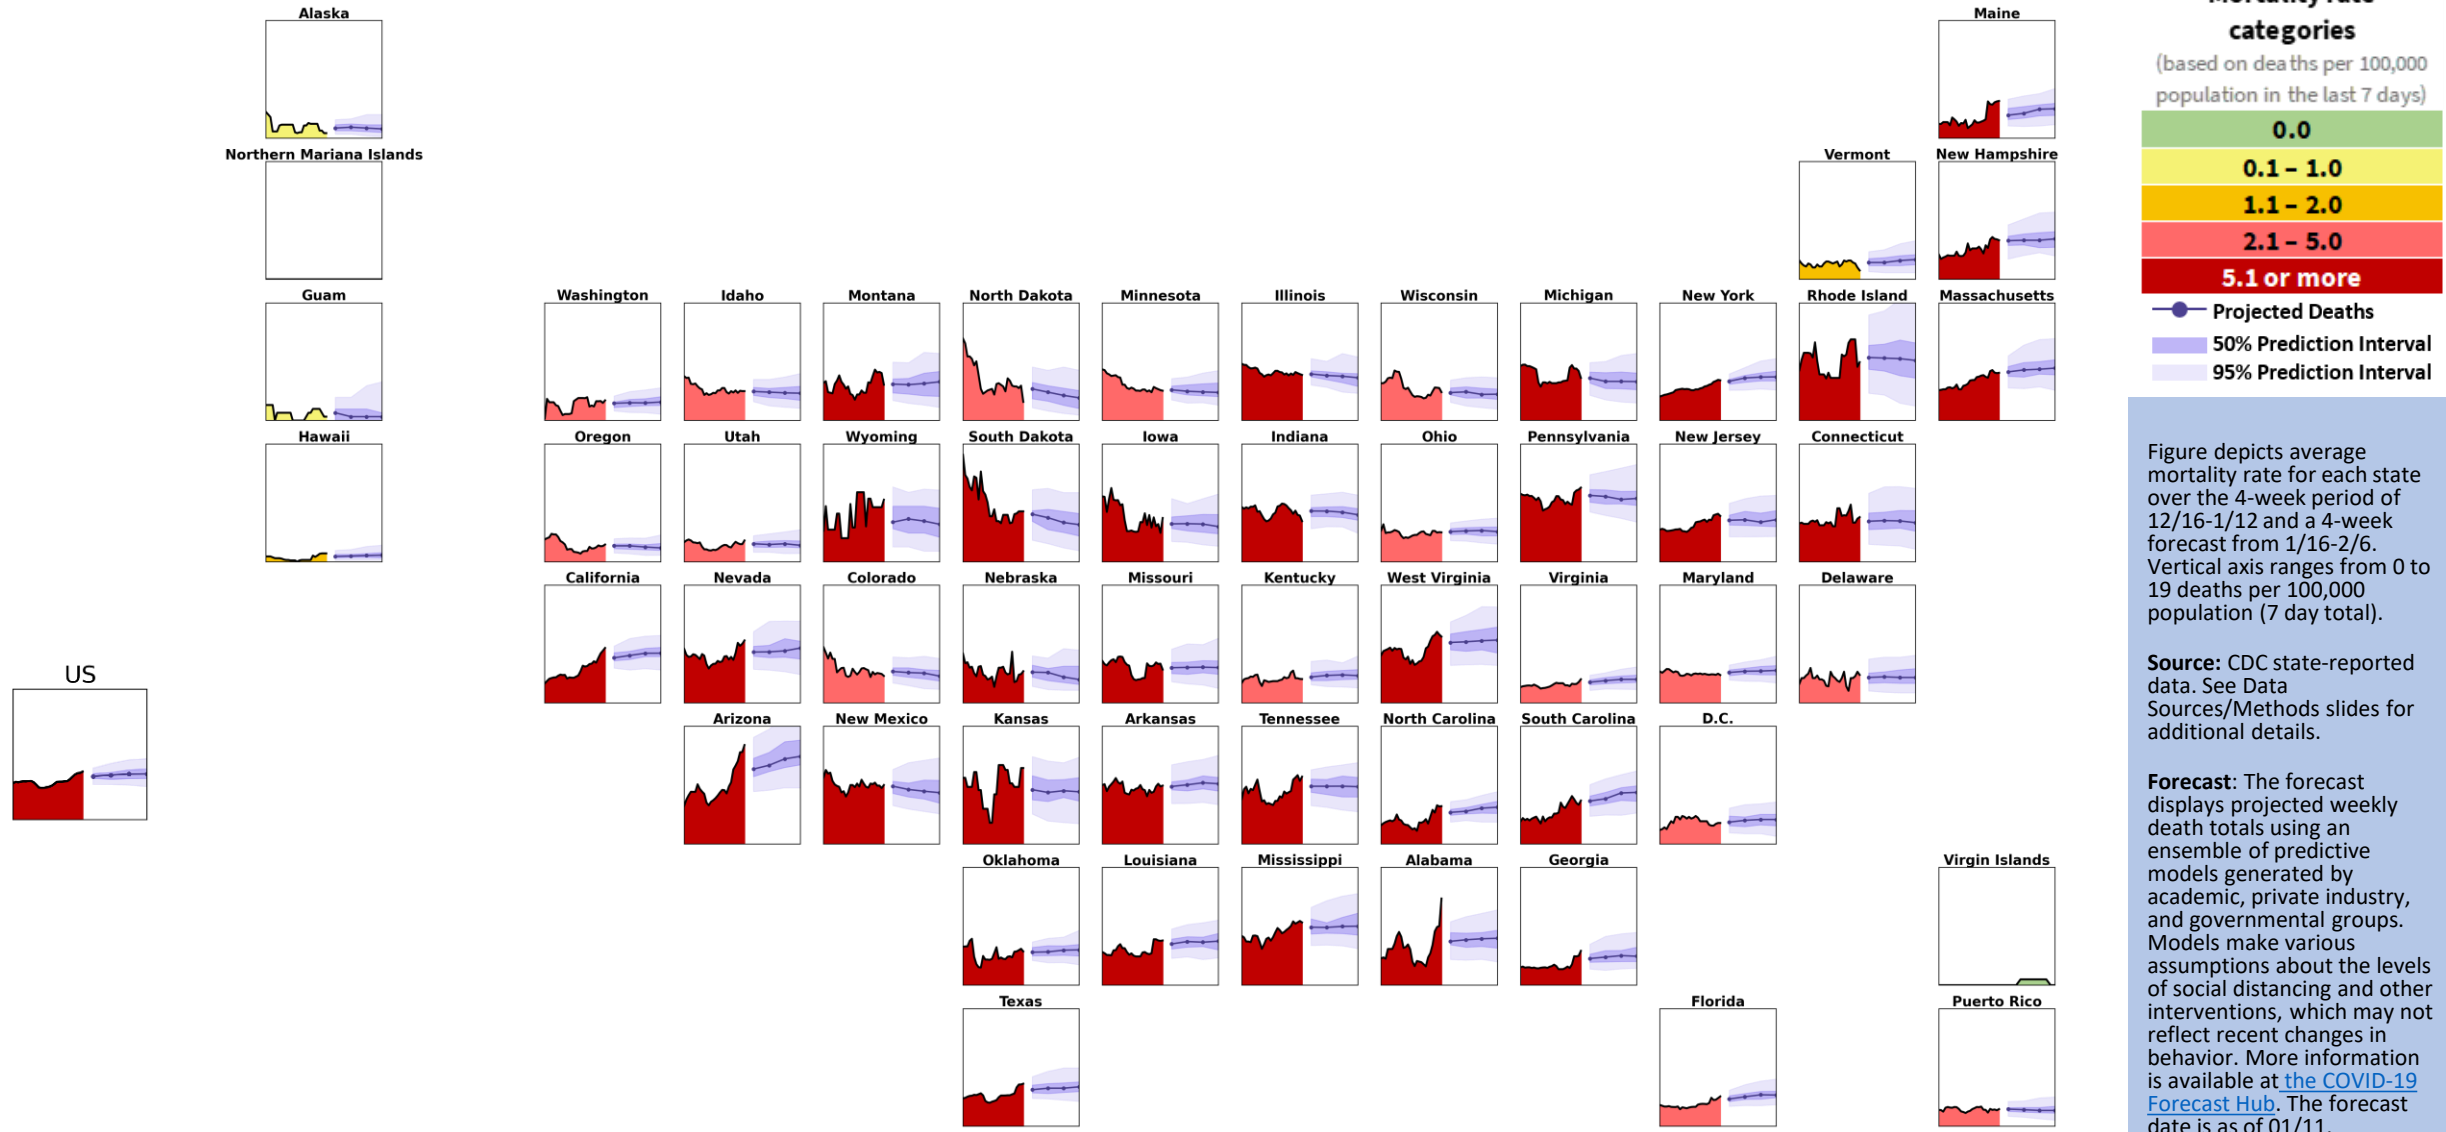 Alaska
Maine
Northern Mariana Islands
Vermont
New Hampshire
Guam
Washington
Idaho
Montana
North Dakota
Minnesota
Illinois
Wisconsin
Michigan
New York
Rhode Island
Massachusetts
Hawaii
Oregon
Utah
Wyoming
South Dakota
Iowa
Indiana
Ohio
Pennsylvania
New Jersey
Connecticut
California
Nevada
Colorado
Nebraska
Missouri
Kentucky
West Virginia
Virginia
Maryland
Delaware
US
Arizona
New Mexico
Kansas
Arkansas
Tennessee
North Carolina
South Carolina
D.C.
Oklahoma
Louisiana
Mississippi
Alabama
Georgia
Virgin Islands
Texas
Florida
Puerto Rico
Mortality rate
categories
(based on deaths per 100,000
population in the last 7 days)
0.0
0.1 – 1.0
1.1 – 2.0
2.1 – 5.0
5.1 or more
Projected Deaths
50% Prediction Interval
95% Prediction Interval
Figure depicts average
mortality rate for each state
over the 4-week period of
12/16-1/12 and a 4-week
forecast from 1/16-2/6.
Vertical axis ranges from 0 to
19 deaths per 100,000
population (7 day total).
Source: CDC state-reported
data. See Data
Sources/Methods slides for
additional details.
Forecast: The forecast
displays projected weekly
death totals using an
ensemble of predictive
models generated by
academic, private industry,
and governmental groups.
Models make various
assumptions about the levels
of social distancing and other
interventions, which may not
reflect recent changes in
behavior. More information
is available at the COVID-19
Forecast Hub. The forecast
date is as of 01/11.